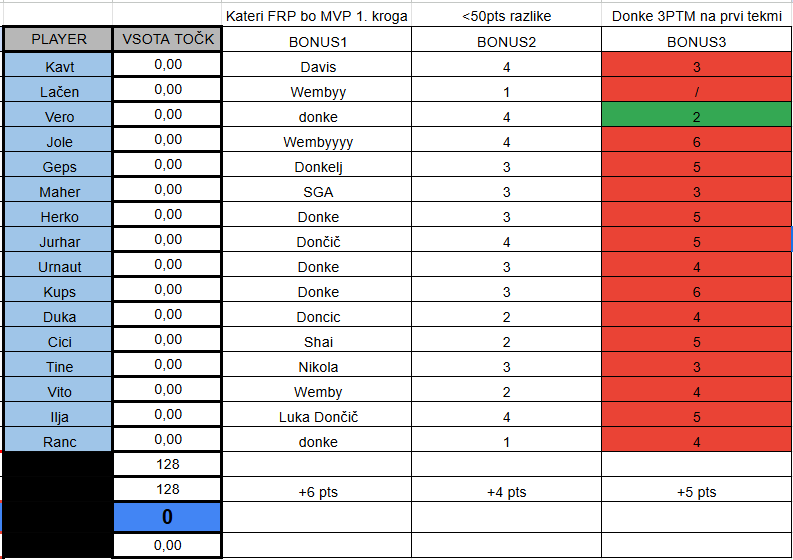 Kateri FRP bo MVP 1. kroga <50pts razlike Donke 3PTM na prvi tekmi
PLAYER VSOTA TOČK BONUS1 BONUS2 BONUS3
Kavt 0,00 Davis 4 3
Lačen 0,00 Wembyy 1 /
Vero 0,00 donke 4 2
Jole 0,00 Wembyyyy 4 6
Geps 0,00 Donkelj 3 5
Maher 0,00 SGA 3 3
Herko 0,00 Donke 3 5
Jurhar 0,00 Dončič 4 5
Urnaut 0,00 Donke 3 4
Kups 0,00 Donke 3 6
Duka 0,00 Doncic 2 4
Cici 0,00 Shai 2 5
Tine 0,00 Nikola 3 3
Vito 0,00 Wemby 2 4
Ilja 0,00 Luka Dončič 4 5
Ranc 0,00 donke 1 4
128
128 +6 pts +4 pts +5 pts
0
0,00